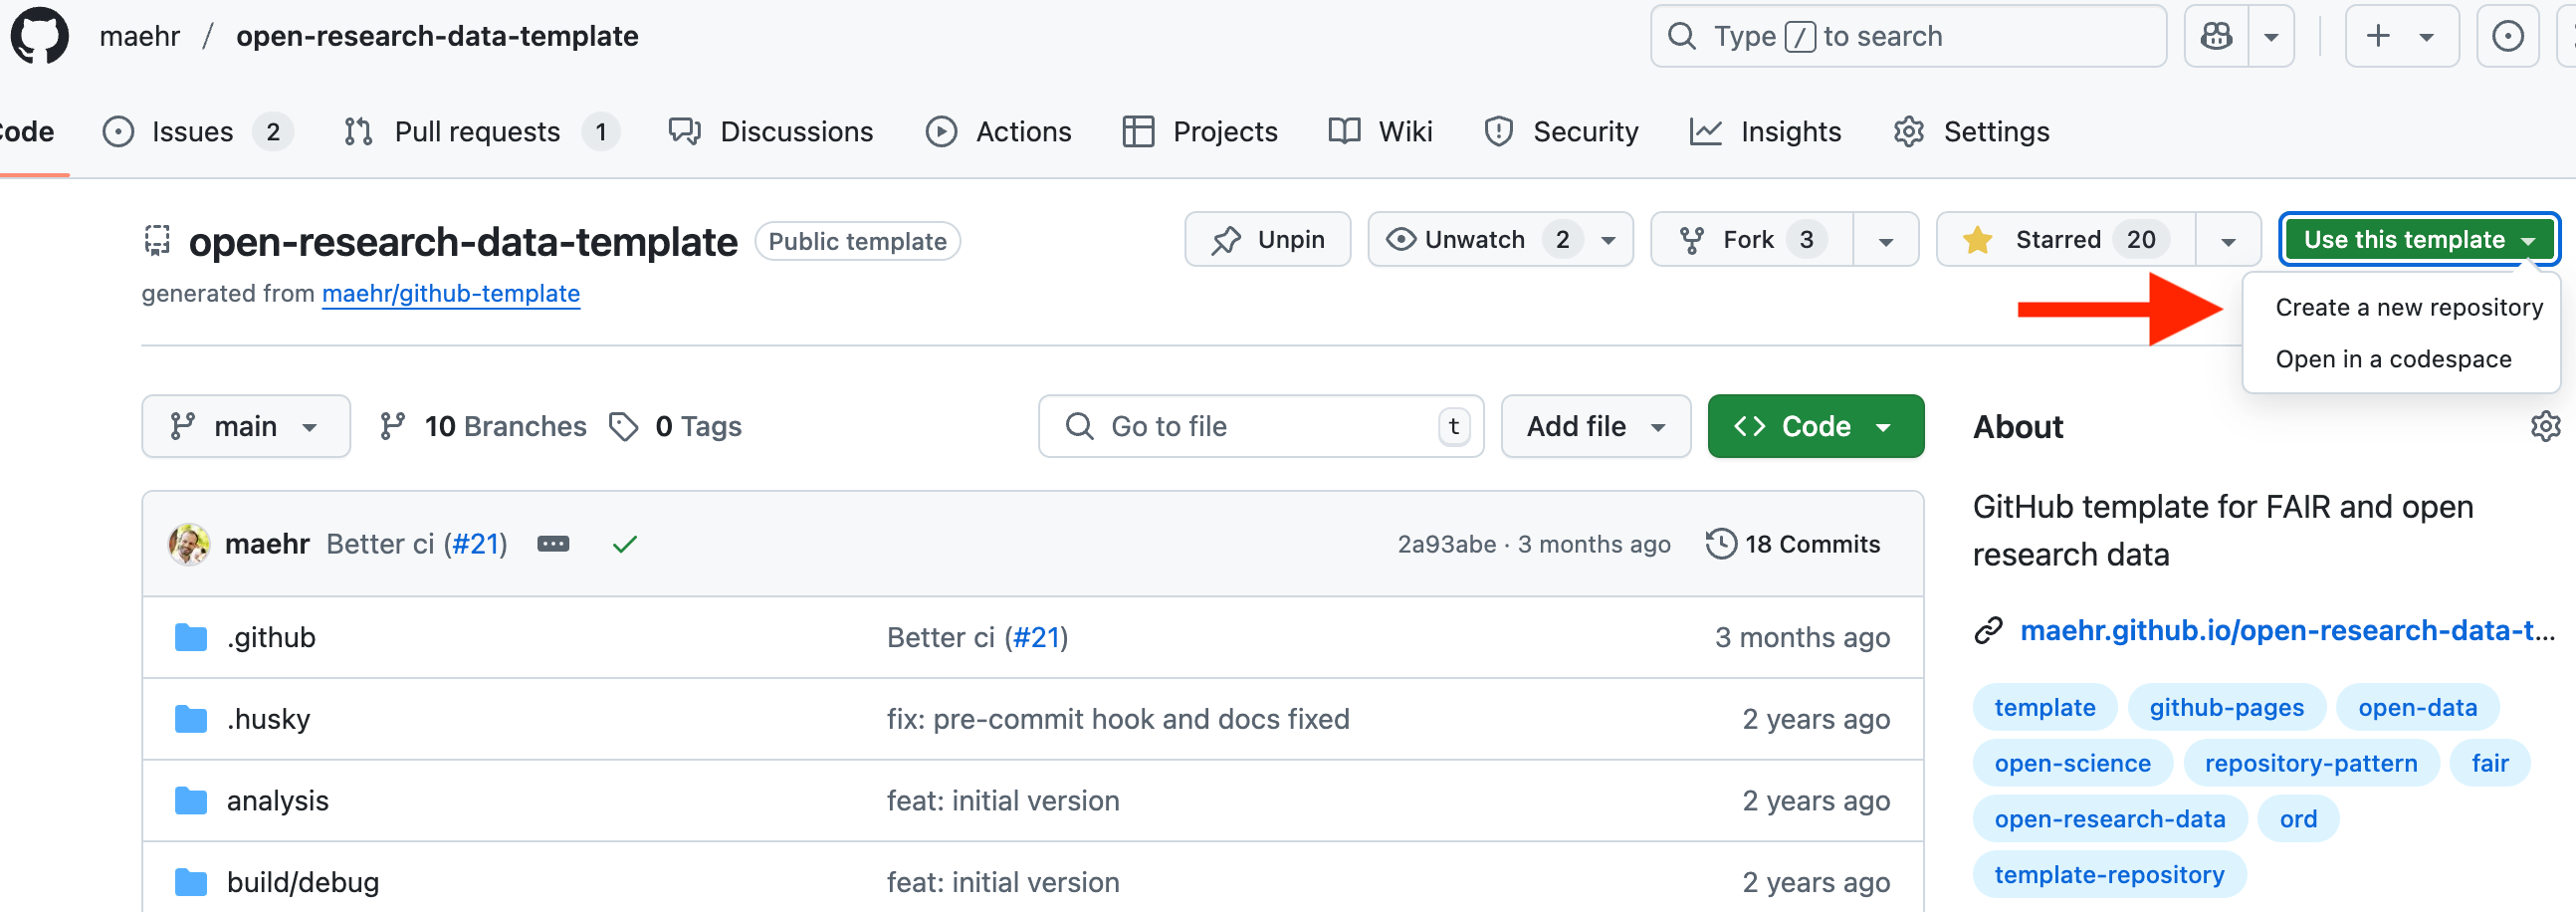 maehr / open-research-data-template
Type / to search
Code
Issues 2
Pull requests 1
Discussions
Actions
Projects
Wiki
Security
Insights
Settings
open-research-data-template Public template
Unpin
Unwatch 2
Fork 3
Starred 20
Use this template
generated from maehr/github-template
Create a new repository
Open in a codespace
main
10 Branches
0 Tags
Go to file t
Add file
Code
About
GitHub template for FAIR and open
research data
maehr.github.io/open-research-data-t...
template github-pages open-data
open-science repository-pattern fair
open-research-data ord
template-repository
maehr Better ci (#21) 2a93abe · 3 months ago 18 Commits
.github Better ci (#21) 3 months ago
.husky fix: pre-commit hook and docs fixed 2 years ago
analysis feat: initial version 2 years ago
build/debug feat: initial version 2 years ago